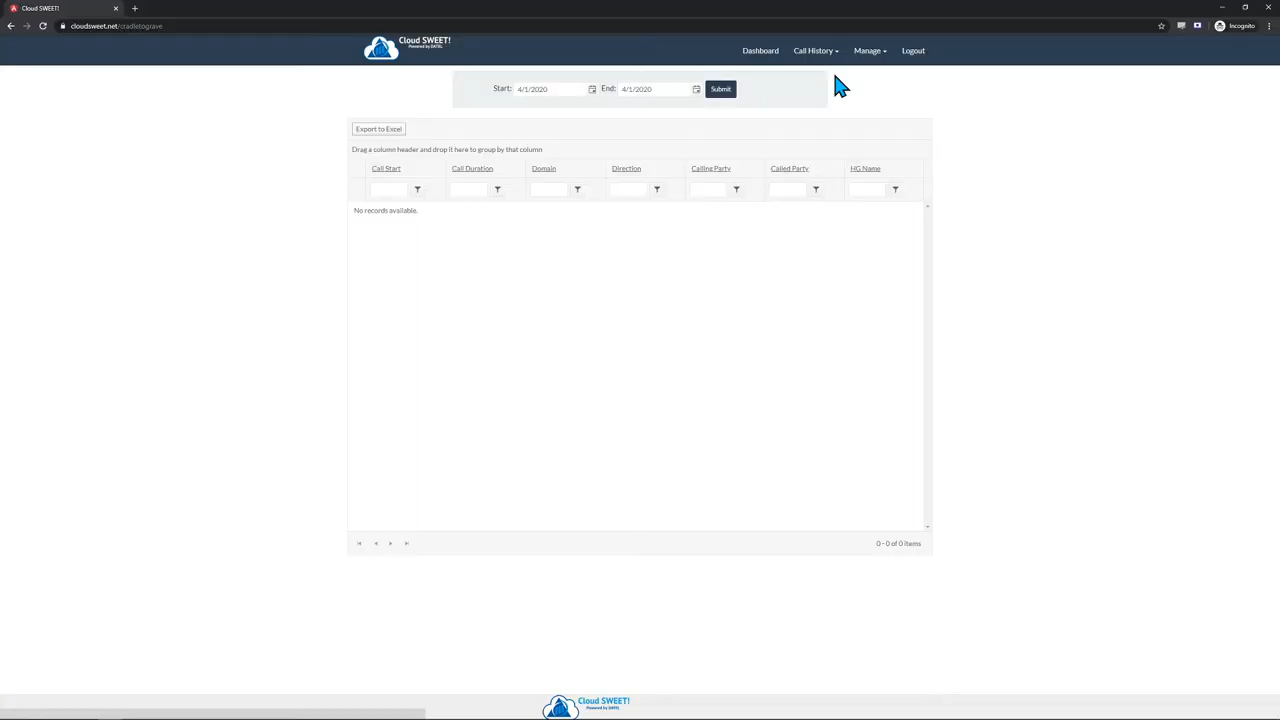 Cloud SWEET!
cloudsweet.net/cradletograve
Incognito
Cloud SWEET!
Powered by DATEL
Dashboard Call History Manage Logout
Start: 4/1/2020 End: 4/1/2020 Submit
Export to Excel
Drag a column header and drop it here to group by that column
Call Start Call Duration Domain Direction Calling Party Called Party HG Name
No records available.
0 - 0 of 0 items
Cloud SWEET!
Powered by DATEL